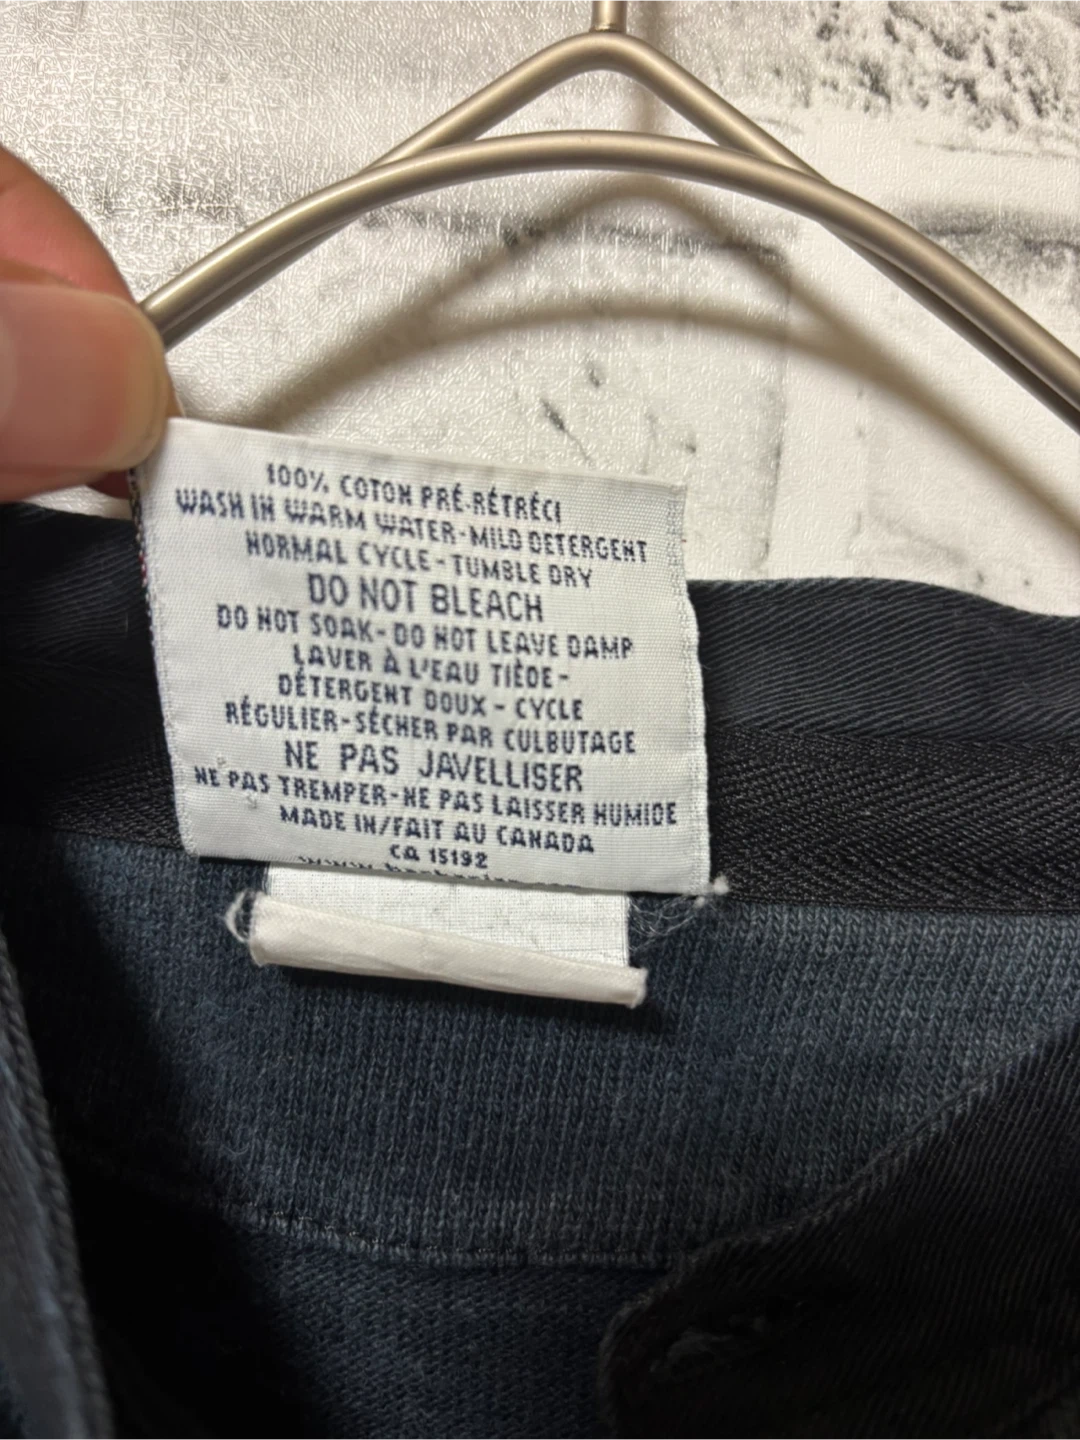 100% COTON PRÉ-RÉTRÉCI
WASH IN WARM WATER-MILD DETERGENT
NORMAL CYCLE-TUMBLE DRY
DO NOT BLEACH
DO NOT SOAK-DO NOT LEAVE DAMP
LAVER À L'EAU TIÈDE-
DÉTERGENT DOUX-CYCLE
RÉGULIER-SÉCHER PAR CULBUTAGE
NE PAS JAVELLISER
NE PAS TREMPER-NE PAS LAISSER HUMIDE
MADE IN/FAIT AU CANADA
CA 15192